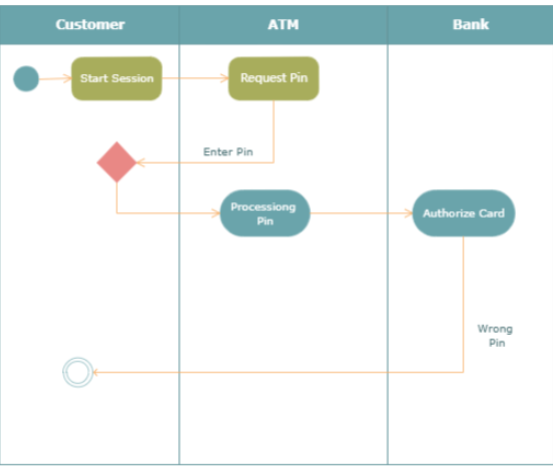 Customer
ATM
Bank
Start Session
Request Pin
Enter Pin
Processiong
Pin
Authorize Card
Wrong
Pin